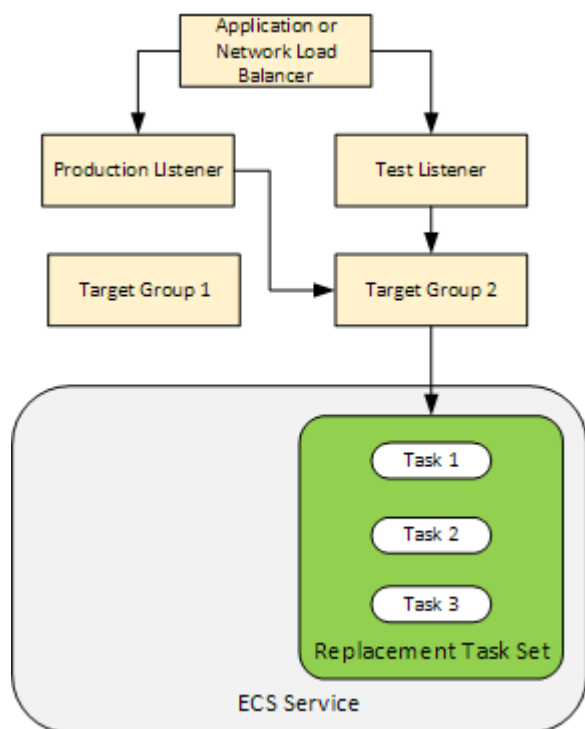 Application or
Network Load
Balancer
Production LIstener
Test Listener
Target Group 1
Target Group 2
Task 1
Task 2
Task 3
Replacement Task Set
ECS Service